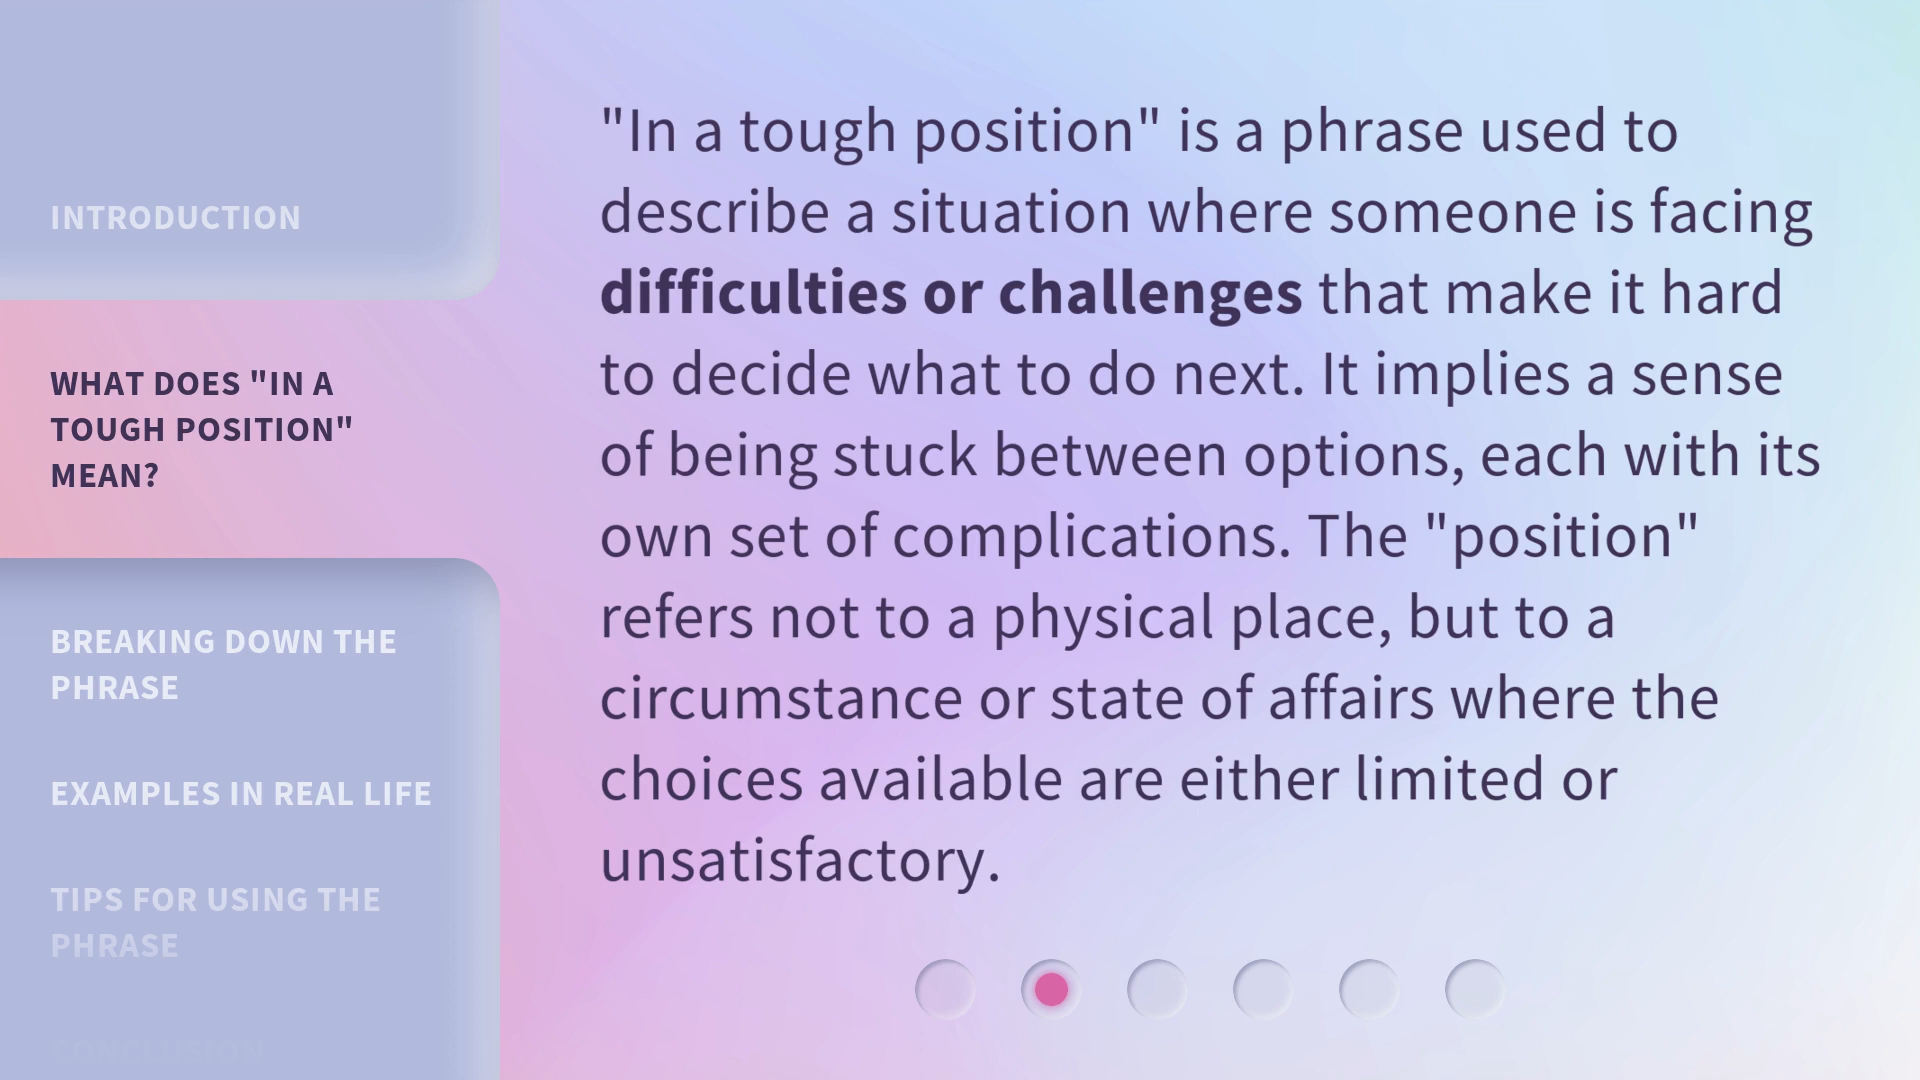 INTRODUCTION
WHAT DOES "IN A
TOUGH POSITION"
MEAN?
BREAKING DOWN THE
PHRASE
EXAMPLES IN REAL LIFE
TIPS FOR USING THE
PHRASE
CONCLUSION
"In a tough position" is a phrase used to
describe a situation where someone is facing
difficulties or challenges that make it hard
to decide what to do next. It implies a sense
of being stuck between options, each with its
own set of complications. The "position"
refers not to a physical place, but to a
circumstance or state of affairs where the
choices available are either limited or
unsatisfactory.